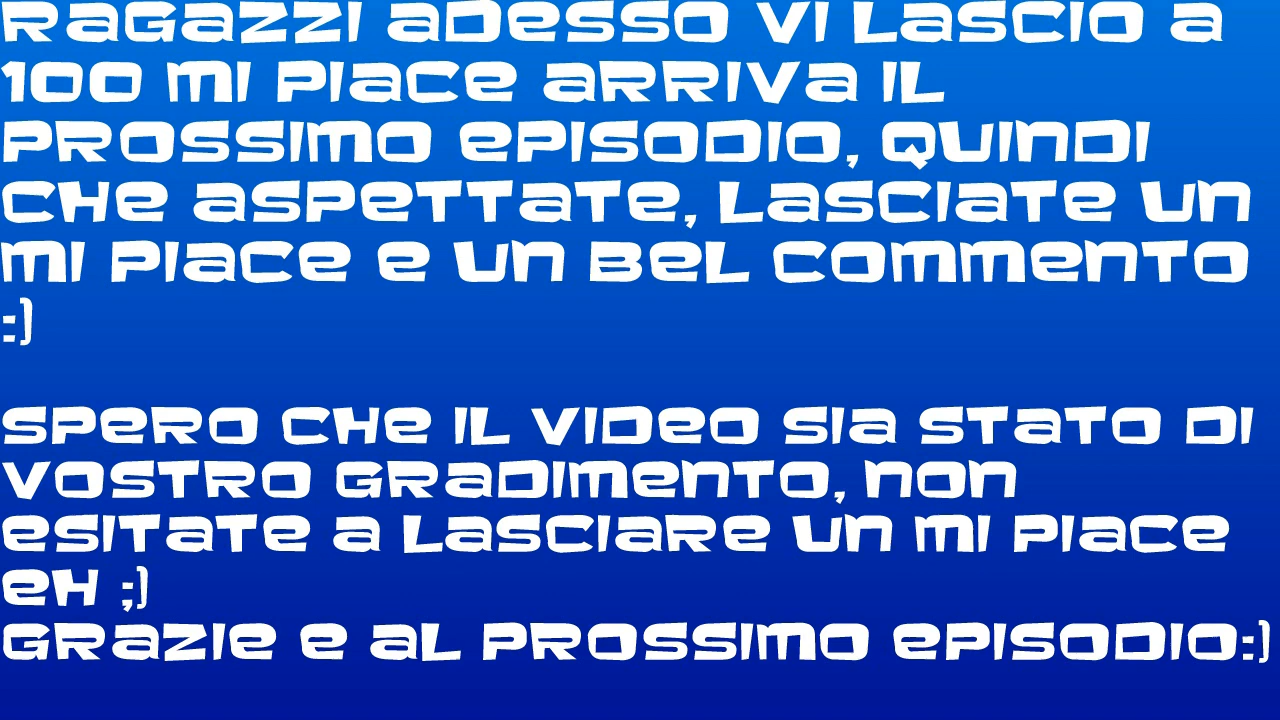 RAGAZZI ADESSO VI LASCIO A
100 MI PIACE ARRIVA IL
PROSSIMO EPISODIO, QUINDI
CHE ASPETTATE, LASCIATE UN
MI PIACE E UN BEL COMMENTO
:)
SPERO CHE IL VIDEO SIA STATO DI
VOSTRO GRADIMENTO, NON
ESITATE A LASCIARE UN MI PIACE
EH ;)
GRAZIE E AL PROSSIMO EPISODIO:)